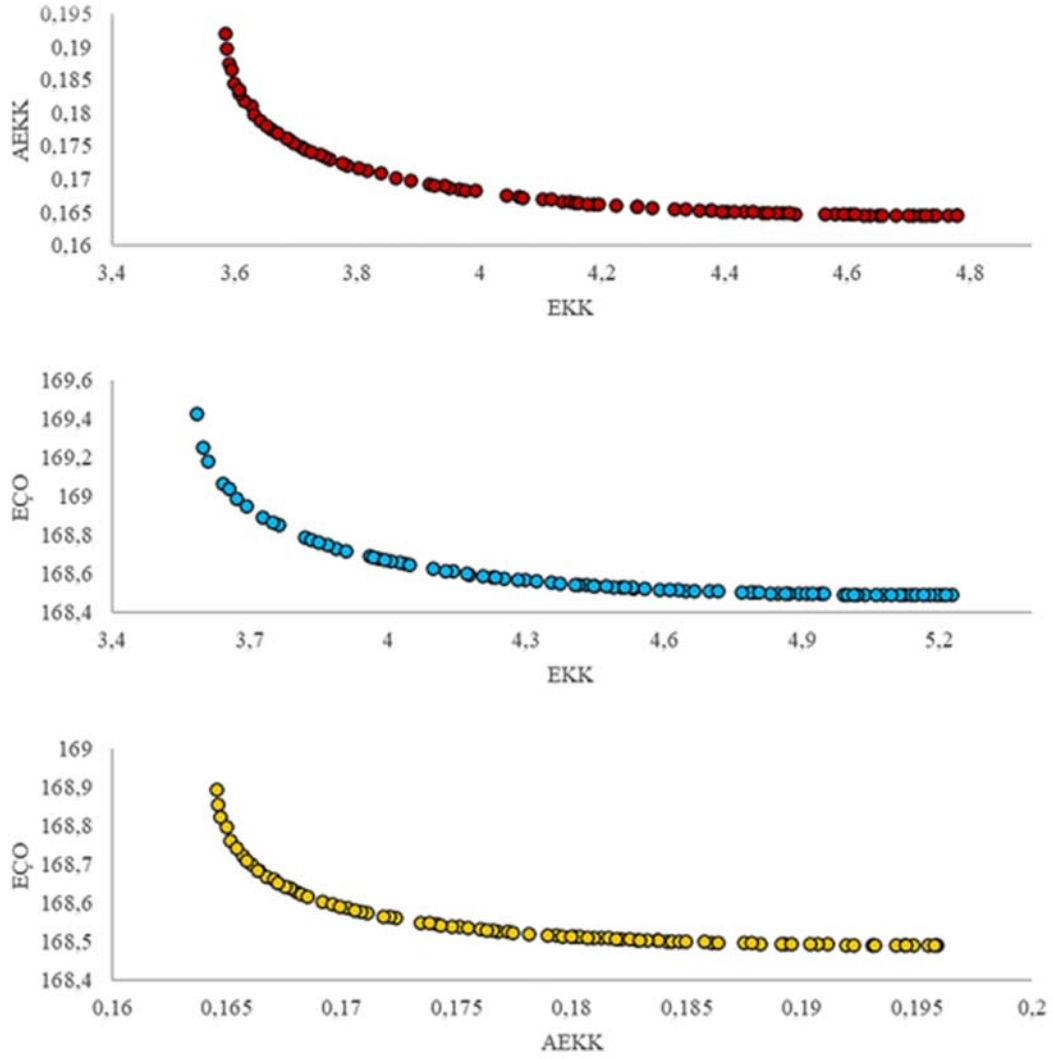 0,195
0,19
0,185
0,18
0,175
0,17
0,165
0,16
AEKK
3,4 3,6 3,8 4 4,2 4,4 4,6 4,8
EKK
169,6
169,4
169,2
169
168,8
168,6
168,4
EÇO
3,4 3,7 4 4,3 4,6 4,9 5,2
EKK
169
168,9
168,8
168,7
168,6
168,5
168,4
EÇO
0,16 0,165 0,17 0,175 0,18 0,185 0,19 0,195 0,2
AEKK